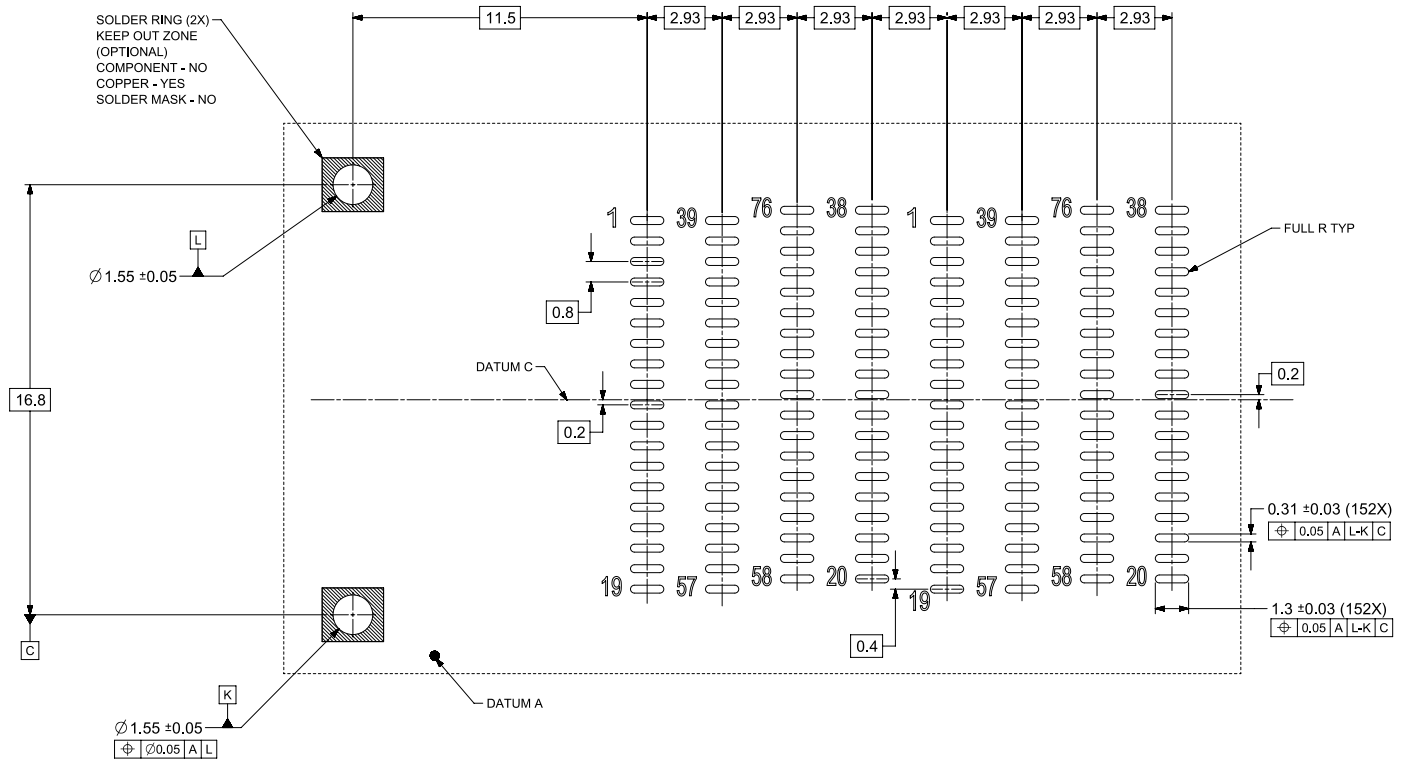 SOLDER RING (2X)
KEEP OUT ZONE
(OPTIONAL)
COMPONENT - NO
COPPER - YES
SOLDER MASK - NO
11.5
2.93
2.93
2.93
2.93
2.93
2.93
2.93
1
39
76
38
1
39
76
38
FULL R TYP
L
Ø 1.55 ±0.05
0.8
16.8
DATUM C
0.2
0.2
0.31 ±0.03 (152X)
⌖ 0.05 A L-K C
19
57
58
20
19
57
58
20
1.3 ±0.03 (152X)
⌖ 0.05 A L-K C
0.4
C
K
DATUM A
Ø 1.55 ±0.05
⌖ Ø0.05 A L